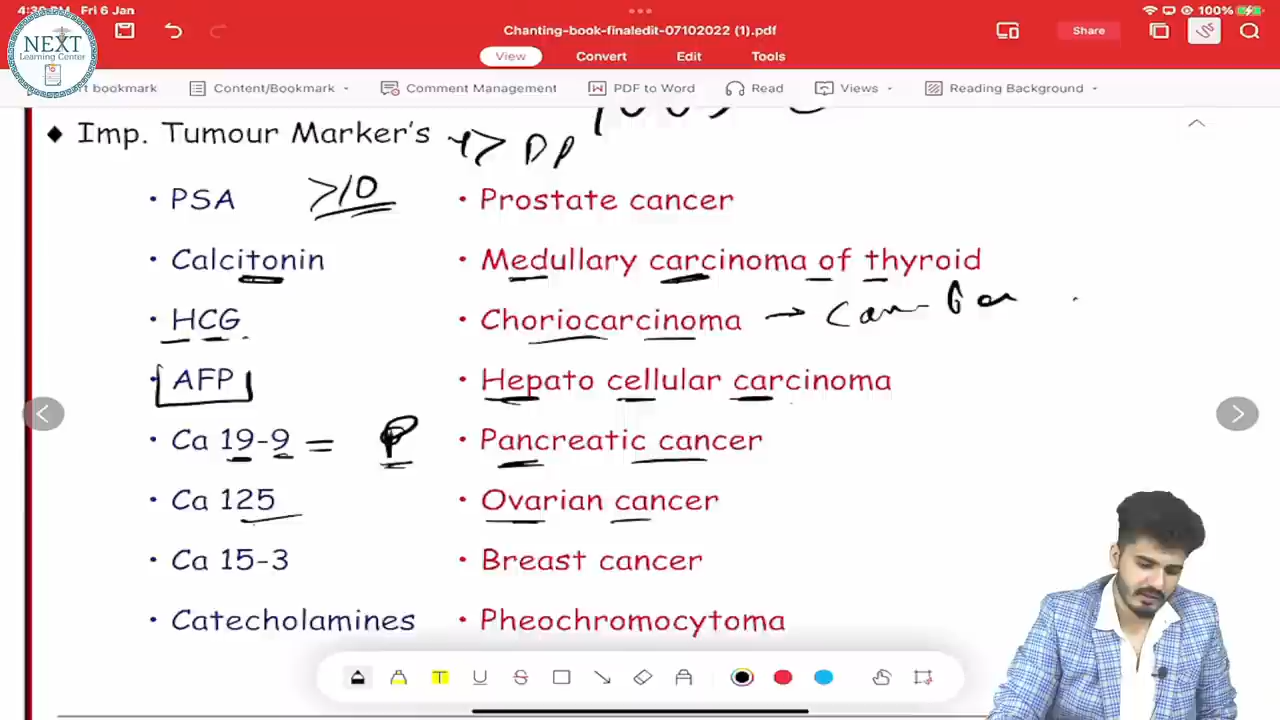 4:36 PM Fri 6 Jan
100%
NEXT
Learning Center
Chanting-book-finaledit-07102022 (1).pdf
Share
View Convert Edit Tools
rt bookmark Content/Bookmark Comment Management PDF to Word Read Views Reading Background
Imp. Tumour Marker's
• PSA >10 • Prostate cancer
• Calcitonin • Medullary carcinoma of thyroid
• HCG • Choriocarcinoma →
• AFP • Hepato cellular carcinoma
• Ca 19-9 = P • Pancreatic cancer
• Ca 125 • Ovarian cancer
• Ca 15-3 • Breast cancer
• Catecholamines • Pheochromocytoma